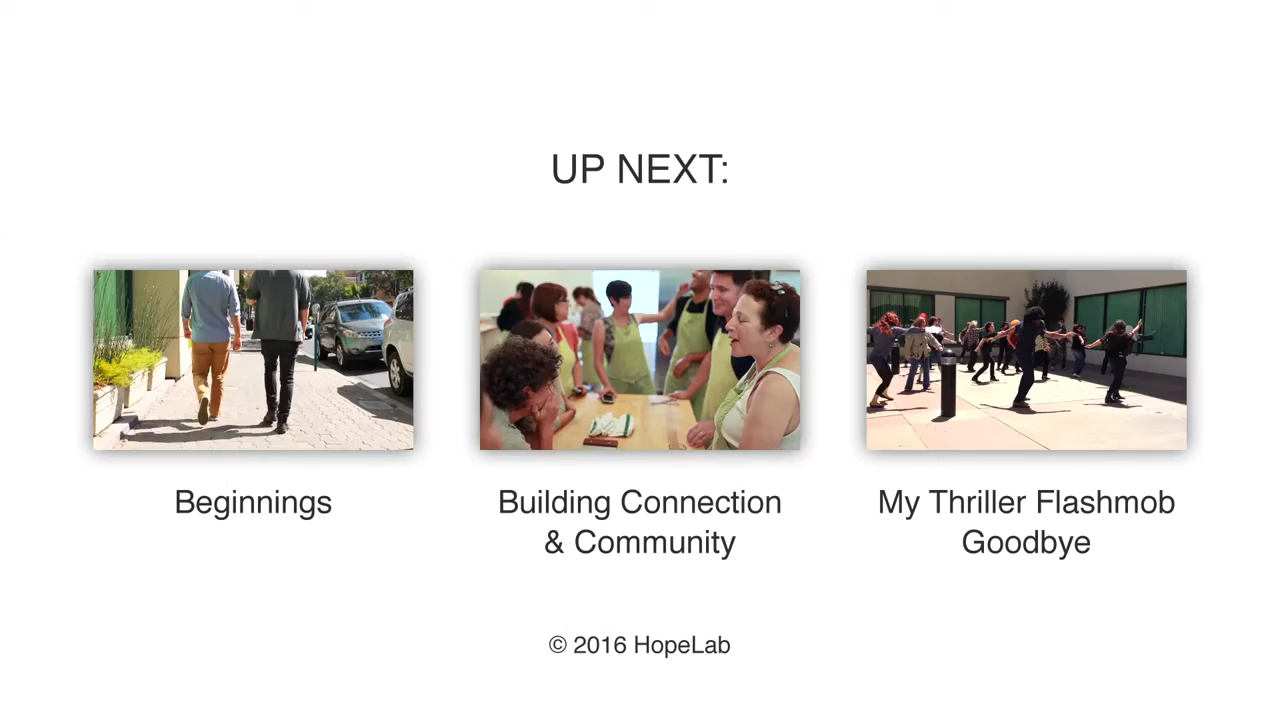 UP NEXT:
Beginnings
Building Connection
& Community
My Thriller Flashmob
Goodbye
© 2016 HopeLab